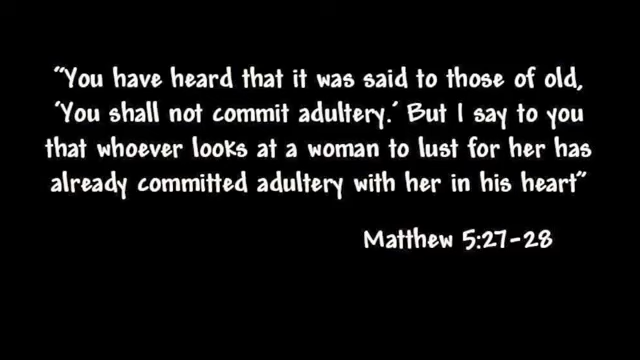 “You have heard that it was said to those of old,
‘You shall not commit adultery.’ But I say to you
that whoever looks at a woman to lust for her has
already committed adultery with her in his heart”
Matthew 5:27-28